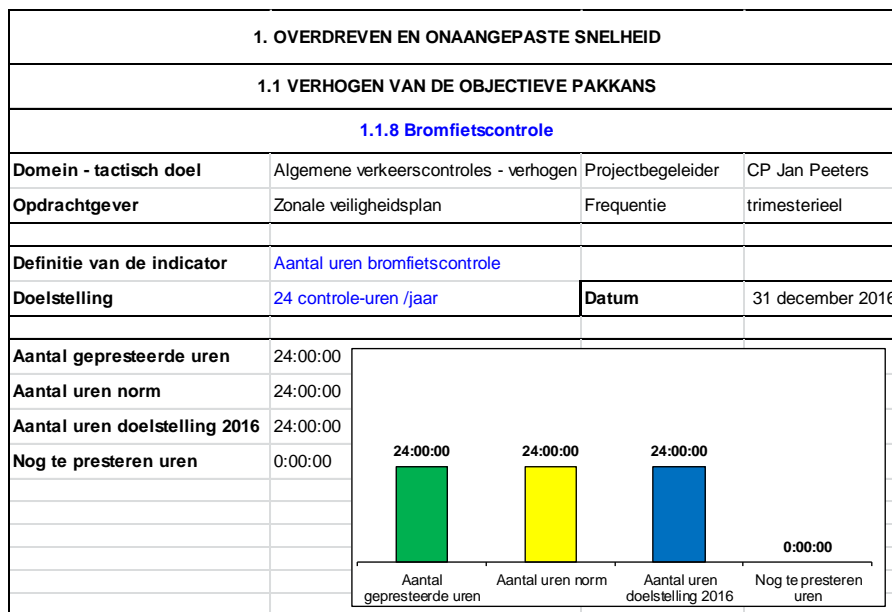 1. OVERDREVEN EN ONAANGEPASTE SNELHEID
1.1 VERHOGEN VAN DE OBJECTIEVE PAKKANS
1.1.8 Bromfietscontrole
Domein - tactisch doel Algemene verkeerscontroles - verhogen Projectbegeleider CP Jan Peeters
Opdrachtgever Zonale veiligheidsplan Frequentie trimesterieel
Definitie van de indicator Aantal uren bromfietscontrole
Doelstelling 24 controle-uren /jaar Datum 31 december 2016
Aantal gepresteerde uren 24:00:00
Aantal uren norm 24:00:00
Aantal uren doelstelling 2016 24:00:00
Nog te presteren uren 0:00:00
24:00:00 24:00:00 24:00:00 0:00:00
Aantal gepresteerde uren Aantal uren norm Aantal uren doelstelling 2016 Nog te presteren uren